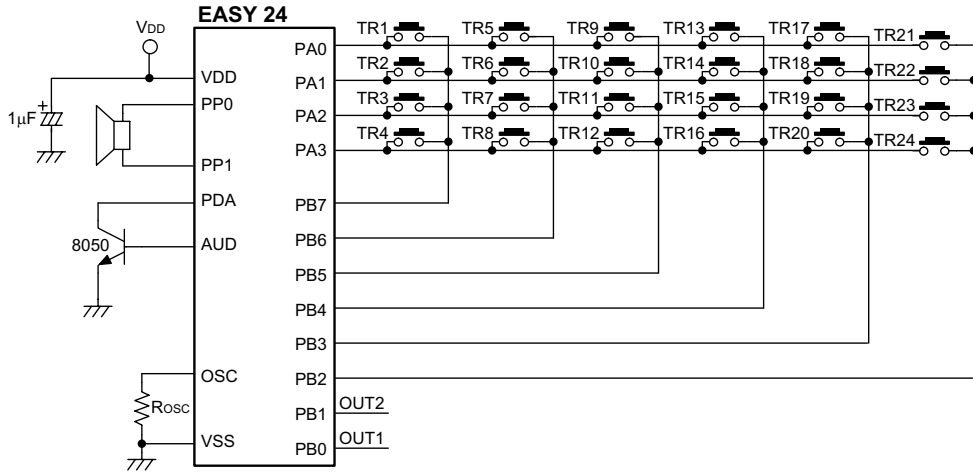 EASY 24
VDD
1µF
8050
ROSC
VDD
PP0
PP1
PDA
AUD
OSC
VSS
PA0
PA1
PA2
PA3
PB7
PB6
PB5
PB4
PB3
PB2
PB1
PB0
OUT2
OUT1
TR1 TR5 TR9 TR13 TR17 TR21
TR2 TR6 TR10 TR14 TR18 TR22
TR3 TR7 TR11 TR15 TR19 TR23
TR4 TR8 TR12 TR16 TR20 TR24